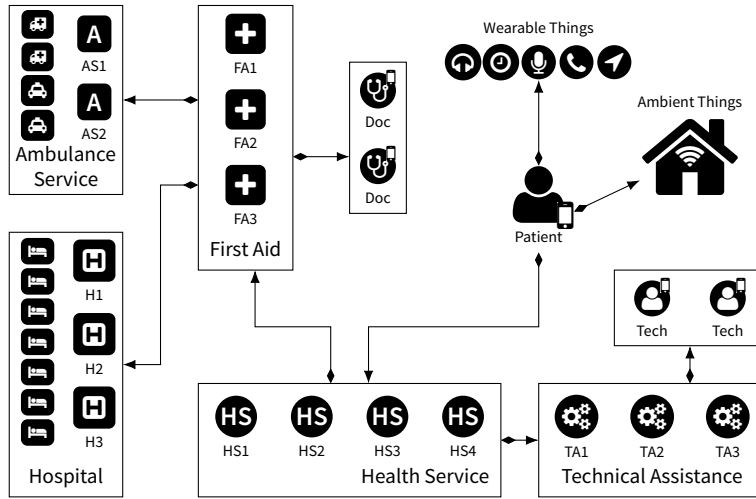 A
AS1
A
AS2
Ambulance
Service
FA1
FA2
FA3
First Aid
Doc
Doc
Wearable Things
Ambient Things
Patient
H
H1
H
H2
H
H3
Hospital
HS
HS1
HS
HS2
HS
HS3
HS
HS4
Health Service
Tech
Tech
TA1
TA2
TA3
Technical Assistance